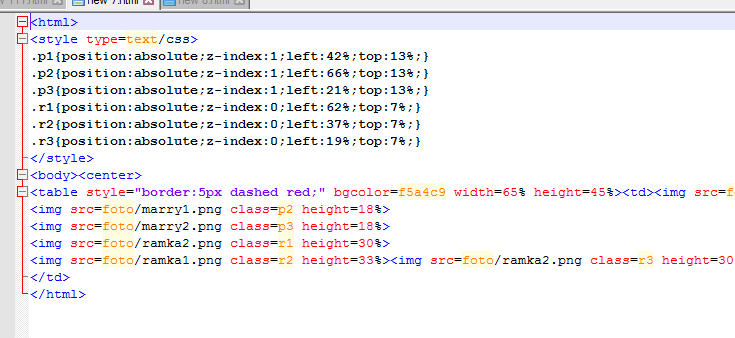 new 7.html
new 8.html
<html>
<style type=text/css>
.p1{position:absolute;z-index:1;left:42%;top:13%;}
.p2{position:absolute;z-index:1;left:66%;top:13%;}
.p3{position:absolute;z-index:1;left:21%;top:13%;}
.r1{position:absolute;z-index:0;left:62%;top:7%;}
.r2{position:absolute;z-index:0;left:37%;top:7%;}
.r3{position:absolute;z-index:0;left:19%;top:7%;}
</style>
<body><center>
<table style="border:5px dashed red;" bgcolor=f5a4c9 width=65% height=45%><td><img src=f
<img src=foto/marry1.png class=p2 height=18%>
<img src=foto/marry2.png class=p3 height=18%>
<img src=foto/ramka2.png class=r1 height=30%>
<img src=foto/ramka1.png class=r2 height=33%><img src=foto/ramka2.png class=r3 height=30
</td>
</html>